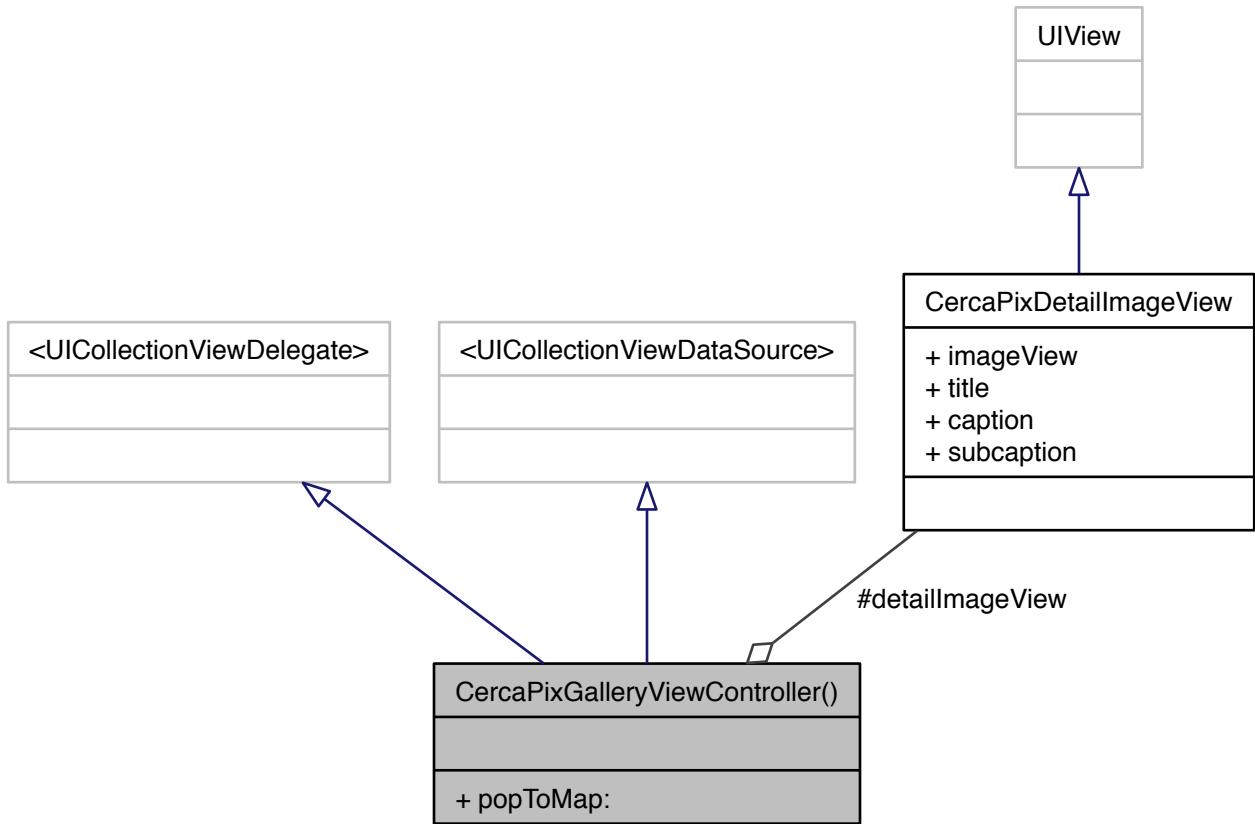 UIView
CercaPixDetailImageView
+ imageView
+ title
+ caption
+ subcaption
<UICollectionViewDelegate>
<UICollectionViewDataSource>
#detailImageView
CercaPixGalleryViewController()
+ popToMap: